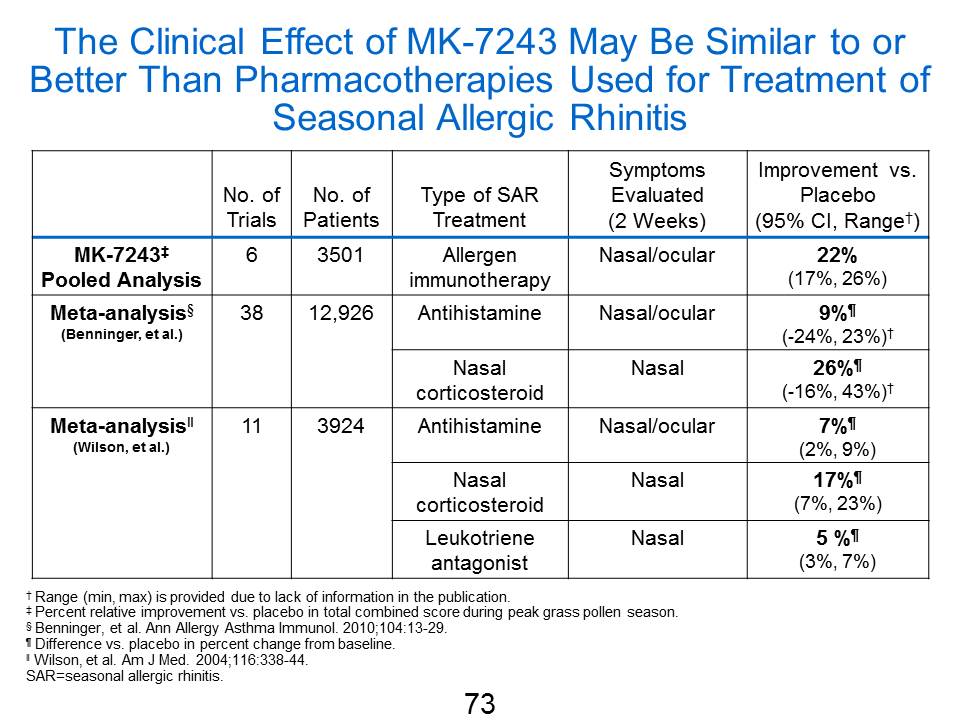 The Clinical Effect of MK-7243 May Be Similar to or
Better Than Pharmacotherapies Used for Treatment of
Seasonal Allergic Rhinitis
No. of
Trials
No. of
Patients
Type of SAR
Treatment
Symptoms
Evaluated
(2 Weeks)
Improvement vs.
Placebo
(95% CI, Range†)
MK-7243‡
Pooled Analysis
6
3501
Allergen
immunotherapy
Nasal/ocular
22%
(17%, 26%)
Meta-analysis§
(Benninger, et al.)
38
12,926
Antihistamine
Nasal/ocular
9%¶
(-24%, 23%)†
Nasal
corticosteroid
Nasal
26%¶
(-16%, 43%)†
Meta-analysis‖
(Wilson, et al.)
11
3924
Antihistamine
Nasal/ocular
7%¶
(2%, 9%)
Nasal
corticosteroid
Nasal
17%¶
(7%, 23%)
Leukotriene
antagonist
Nasal
5 %¶
(3%, 7%)
† Range (min, max) is provided due to lack of information in the publication.
‡ Percent relative improvement vs. placebo in total combined score during peak grass pollen season.
§ Benninger, et al. Ann Allergy Asthma Immunol. 2010;104:13-29.
¶ Difference vs. placebo in percent change from baseline.
‖ Wilson, et al. Am J Med. 2004;116:338-44.
SAR=seasonal allergic rhinitis.
73